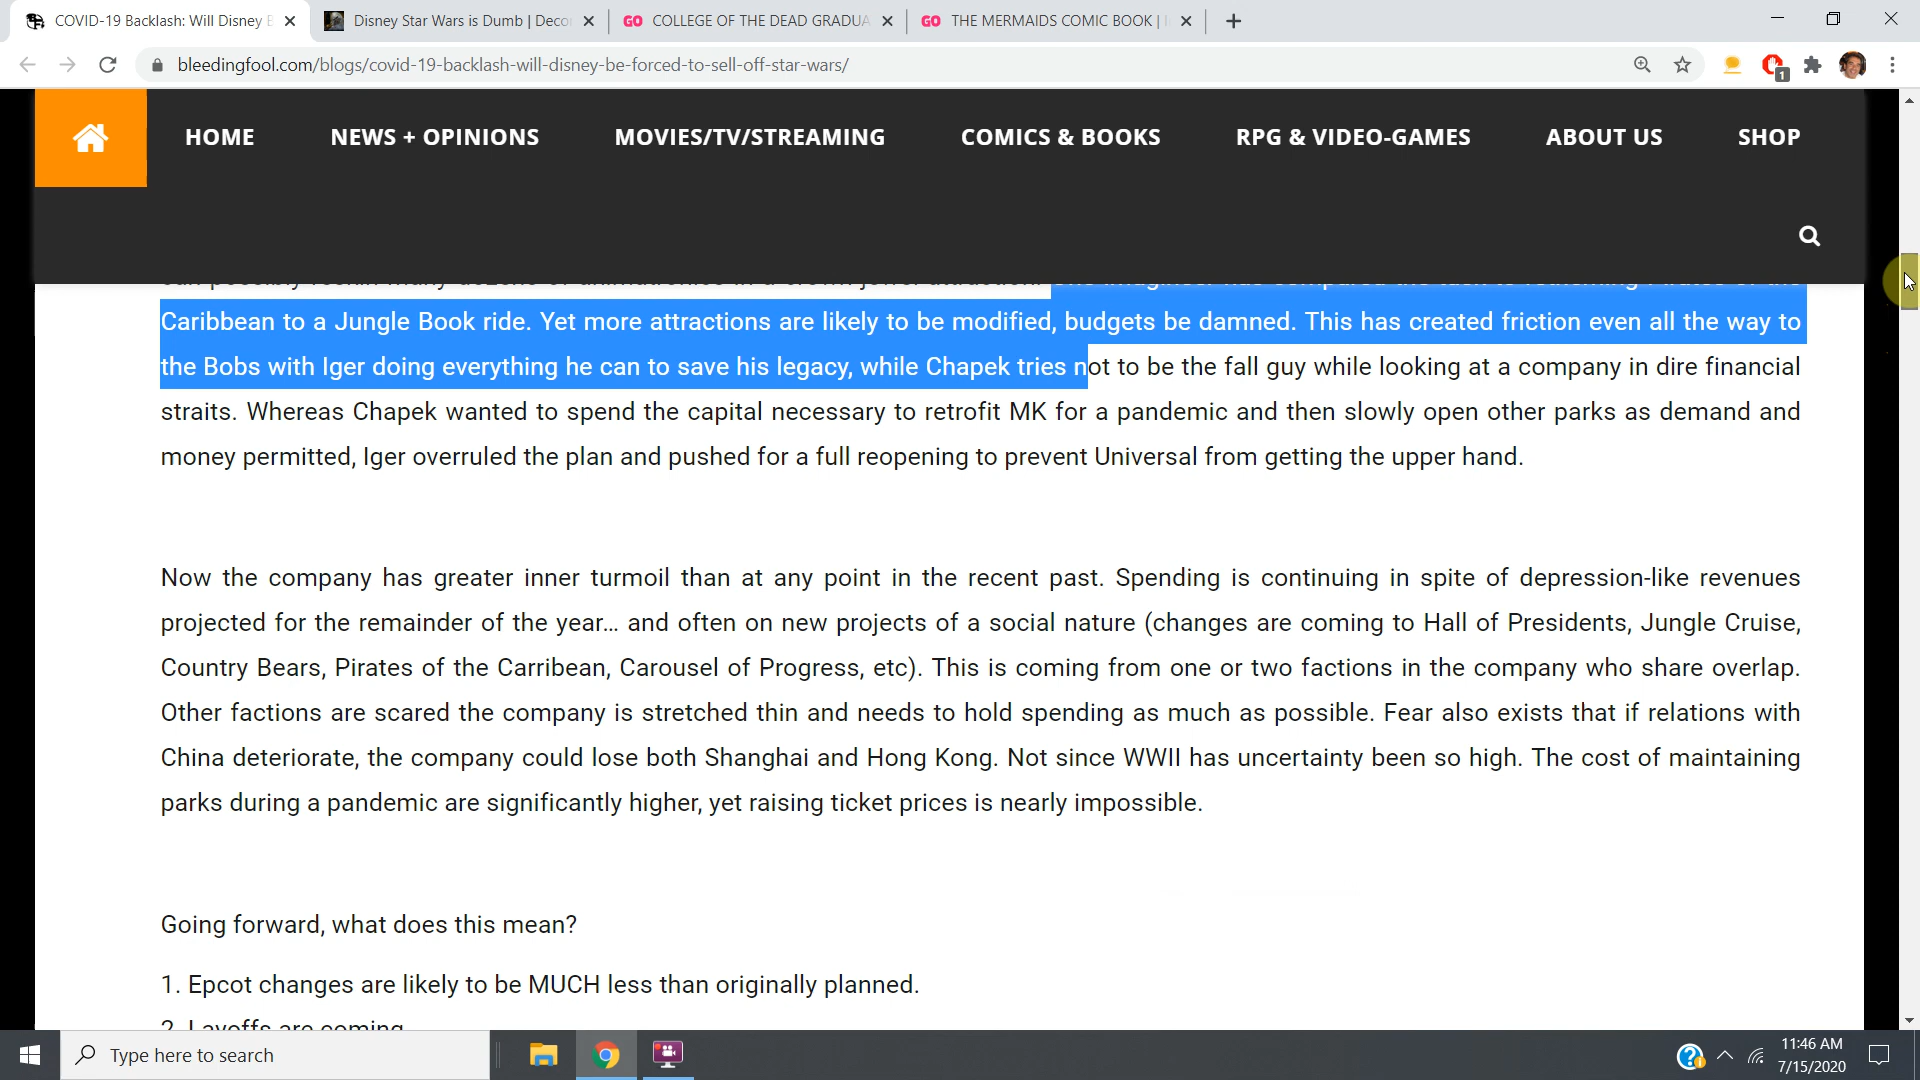 COVID-19 Backlash: Will Disney B
Disney Star Wars is Dumb | Deco
GO COLLEGE OF THE DEAD GRADUA
GO THE MERMAIDS COMIC BOOK |
bleedingfool.com/blogs/covid-19-backlash-will-disney-be-forced-to-sell-off-star-wars/
1
HOME NEWS + OPINIONS MOVIES/TV/STREAMING COMICS & BOOKS RPG & VIDEO-GAMES ABOUT US SHOP
Caribbean to a Jungle Book ride. Yet more attractions are likely to be modified, budgets be damned. This has created friction even all the way to
the Bobs with Iger doing everything he can to save his legacy, while Chapek tries not to be the fall guy while looking at a company in dire financial
straits. Whereas Chapek wanted to spend the capital necessary to retrofit MK for a pandemic and then slowly open other parks as demand and
money permitted, Iger overruled the plan and pushed for a full reopening to prevent Universal from getting the upper hand.
Now the company has greater inner turmoil than at any point in the recent past. Spending is continuing in spite of depression-like revenues
projected for the remainder of the year... and often on new projects of a social nature (changes are coming to Hall of Presidents, Jungle Cruise,
Country Bears, Pirates of the Carribean, Carousel of Progress, etc). This is coming from one or two factions in the company who share overlap.
Other factions are scared the company is stretched thin and needs to hold spending as much as possible. Fear also exists that if relations with
China deteriorate, the company could lose both Shanghai and Hong Kong. Not since WWII has uncertainty been so high. The cost of maintaining
parks during a pandemic are significantly higher, yet raising ticket prices is nearly impossible.
Going forward, what does this mean?
1. Epcot changes are likely to be MUCH less than originally planned.
2. Layoffs are coming
Type here to search
11:46 AM
7/15/2020